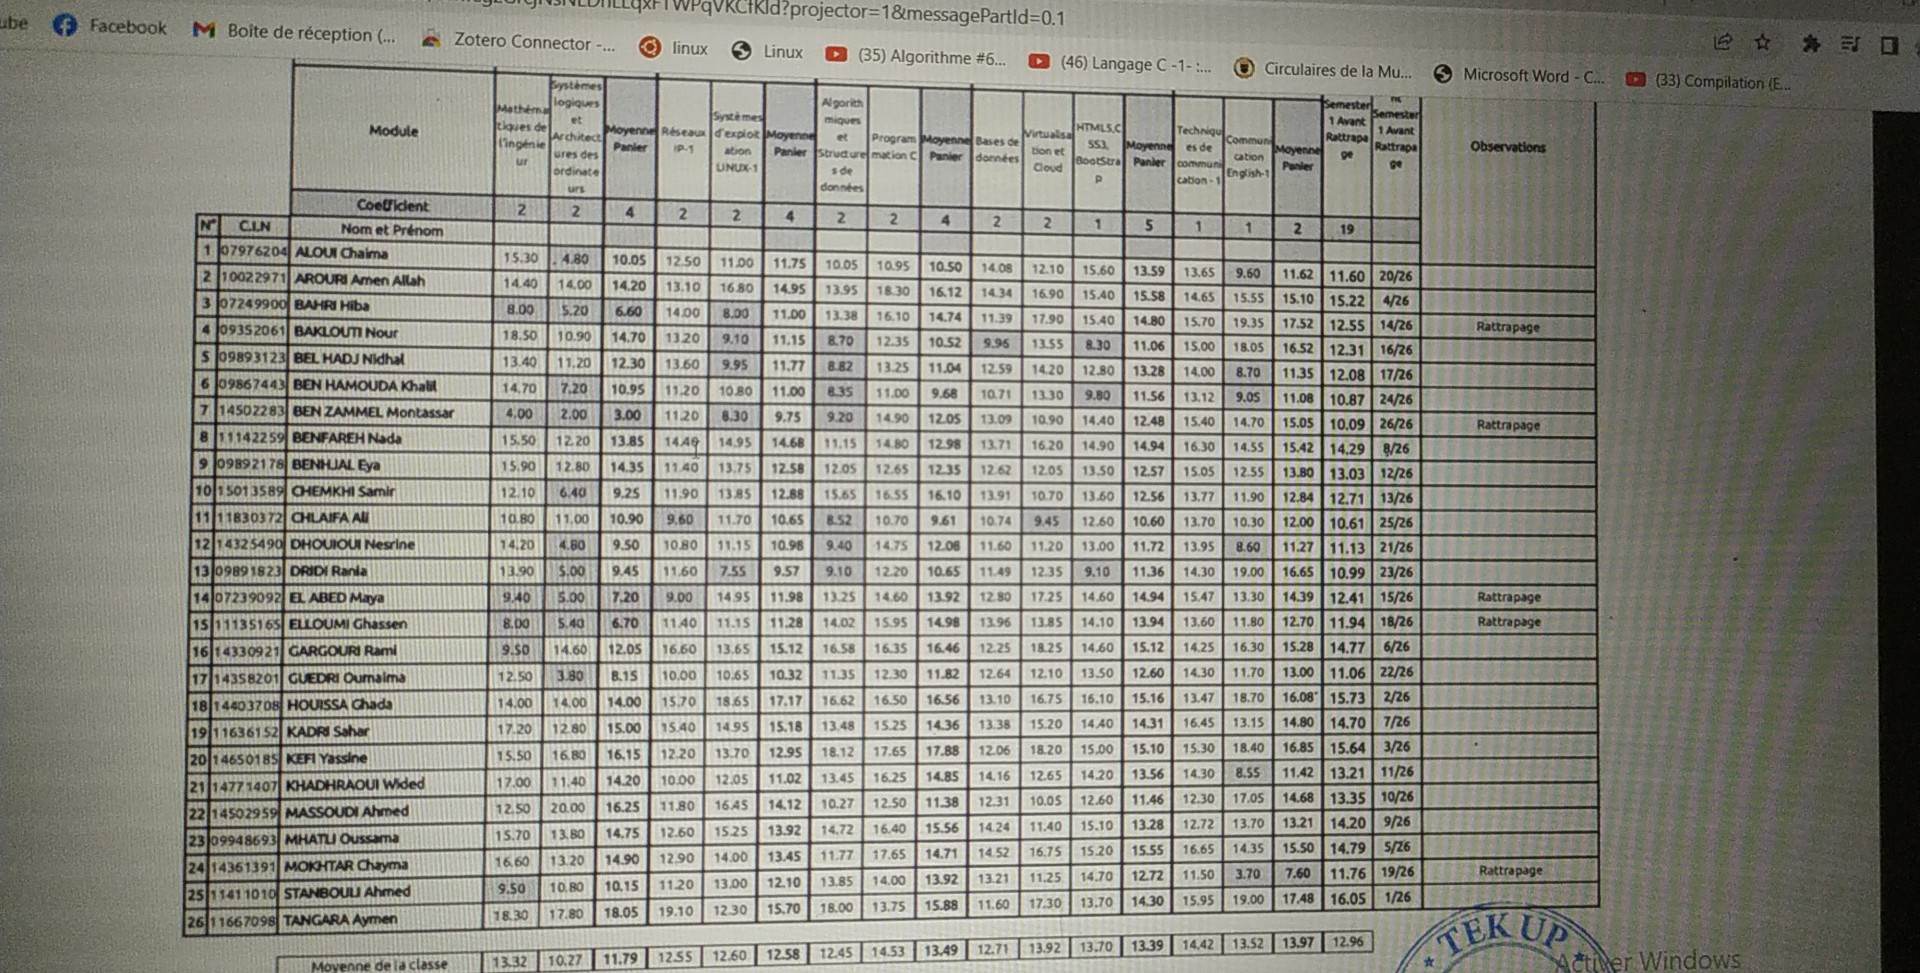 ?projector=1&messagePartId=0.1
ube Facebook Boîte de réception (... Zotero Connector -... linux Linux (35) Algorithme #6... (46) Langage C -1- :... Circulaires de la Mu... Microsoft Word - C... (33) Compilation (E...
Module Mathématiques de l'ingénieur Systèmes logiques et Architectures des ordinateurs Moyenne Panier Réseaux IP-1 Systèmes d'exploitation LINUX-1 Moyenne Panier Algorithmiques et Structures de données Programmation C Moyenne Panier Bases de données Virtualisation et Cloud HTML5,CSS3, BootStrap Moyenne Panier Techniques de communication - 1 Communication English-1 Moyenne Panier Semester 1 Avant Rattrapage Semester 1 Avant Rattrapage Observations
Coefficient 2 2 4 2 2 4 2 2 4 2 2 1 5 1 1 2 19
N° C.I.N Nom et Prénom
1 07976204 ALOUI Chaima 15.30 4.80 10.05 12.50 11.00 11.75 10.05 10.95 10.50 14.08 12.10 15.60 13.59 13.65 9.60 11.62 11.60 20/26
2 10022971 AROURI Amen Allah 14.40 14.00 14.20 13.10 16.80 14.95 13.95 18.30 16.12 14.34 16.90 15.40 15.58 14.65 15.55 15.10 15.22 4/26
3 07249900 BAHRI Hiba 8.00 5.20 6.60 14.00 8.00 11.00 13.38 16.10 14.74 11.39 17.90 15.40 14.80 15.70 19.35 17.52 12.55 14/26 Rattrapage
4 09352061 BAKLOUTI Nour 18.50 10.90 14.70 13.20 9.10 11.15 8.70 12.35 10.52 9.96 13.55 8.30 11.06 15.00 18.05 16.52 12.31 16/26
5 09893123 BEL HADJ Nidhal 13.40 11.20 12.30 13.60 9.95 11.77 8.82 13.25 11.04 12.59 14.20 12.80 13.28 14.00 8.70 11.35 12.08 17/26
6 09867443 BEN HAMOUDA Khalil 14.70 7.20 10.95 11.20 10.80 11.00 8.35 11.00 9.68 10.71 13.30 9.80 11.56 13.12 9.05 11.08 10.87 24/26
7 14502283 BEN ZAMMEL Montassar 4.00 2.00 3.00 11.20 8.30 9.75 9.20 14.90 12.05 13.09 10.90 14.40 12.48 15.40 14.70 15.05 10.09 26/26 Rattrapage
8 11142259 BENFAREH Nada 15.50 12.20 13.85 14.40 14.95 14.68 11.15 14.80 12.98 13.71 16.20 14.90 14.94 16.30 14.55 15.42 14.29 8/26
9 09892178 BENHJAL Eya 15.90 12.80 14.35 11.40 13.75 12.58 12.05 12.65 12.35 12.62 12.05 13.50 12.57 15.05 12.55 13.80 13.03 12/26
10 15013589 CHEMKHI Samir 12.10 6.40 9.25 11.90 13.85 12.88 15.65 16.55 16.10 13.91 10.70 13.60 12.56 13.77 11.90 12.84 12.71 13/26
11 11830372 CHLAIFA Ali 10.80 11.00 10.90 9.60 11.70 10.65 8.52 10.70 9.61 10.74 9.45 12.60 10.60 13.70 10.30 12.00 10.61 25/26
12 14325490 DHOUIOUI Nesrine 14.20 4.80 9.50 10.80 11.15 10.98 9.40 14.75 12.08 11.60 11.20 13.00 11.72 13.95 8.60 11.27 11.13 21/26
13 09891823 DRIDI Rania 13.90 5.00 9.45 11.60 7.55 9.57 9.10 12.20 10.65 11.49 12.35 9.10 11.36 14.30 19.00 16.65 10.99 23/26
14 07239092 EL ABED Maya 9.40 5.00 7.20 9.00 14.95 11.98 13.25 14.60 13.92 12.80 17.25 14.60 14.94 15.47 13.30 14.39 12.41 15/26 Rattrapage
15 11135165 ELLOUMI Ghassen 8.00 5.40 6.70 11.40 11.15 11.28 14.02 15.95 14.98 13.96 13.85 14.10 13.94 13.60 11.80 12.70 11.94 18/26 Rattrapage
16 14330921 GARGOURI Rami 9.50 14.60 12.05 16.60 13.65 15.12 16.58 16.35 16.46 12.25 18.25 14.60 15.12 14.25 16.30 15.28 14.77 6/26
17 14358201 GUEDRI Oumaima 12.50 3.80 8.15 10.00 10.65 10.32 11.35 12.30 11.82 12.64 12.10 13.50 12.60 14.30 11.70 13.00 11.06 22/26
18 14403708 HOUISSA Ghada 14.00 14.00 14.00 15.70 18.65 17.17 16.62 16.50 16.56 13.10 16.75 16.10 15.16 13.47 18.70 16.08 15.73 2/26
19 11636152 KADRI Sahar 17.20 12.80 15.00 15.40 14.95 15.18 13.48 15.25 14.36 13.38 15.20 14.40 14.31 16.45 13.15 14.80 14.70 7/26
20 14650185 KEFI Yassine 15.50 16.80 16.15 12.20 13.70 12.95 18.12 17.65 17.88 12.06 18.20 15.00 15.10 15.30 18.40 16.85 15.64 3/26
21 14771407 KHADHRAOUI Wided 17.00 11.40 14.20 10.00 12.05 11.02 13.45 16.25 14.85 14.16 12.65 14.20 13.56 14.30 8.55 11.42 13.21 11/26
22 14502959 MASSOUDI Ahmed 12.50 20.00 16.25 11.80 16.45 14.12 10.27 12.50 11.38 12.31 10.05 12.60 11.46 12.30 17.05 14.68 13.35 10/26
23 09948693 MHATLI Oussama 15.70 13.80 14.75 12.60 15.25 13.92 14.72 16.40 15.56 14.24 11.40 15.10 13.28 12.72 13.70 13.21 14.20 9/26
24 14361391 MOKHTAR Chayma 16.60 13.20 14.90 12.90 14.00 13.45 11.77 17.65 14.71 14.52 16.75 15.20 15.55 16.65 14.35 15.50 14.79 5/26
25 11411010 STANBOULI Ahmed 9.50 10.80 10.15 11.20 13.00 12.10 13.85 14.00 13.92 13.21 11.25 14.70 12.72 11.50 3.70 7.60 11.76 19/26 Rattrapage
26 11667098 TANGARA Aymen 18.30 17.80 18.05 19.10 12.30 15.70 18.00 13.75 15.88 11.60 17.30 13.70 14.30 15.95 19.00 17.48 16.05 1/26
Moyenne de la classe 13.32 10.27 11.79 12.55 12.60 12.58 12.45 14.53 13.49 12.71 13.92 13.70 13.39 14.42 13.52 13.97 12.96
TEK UP
Activer Windows